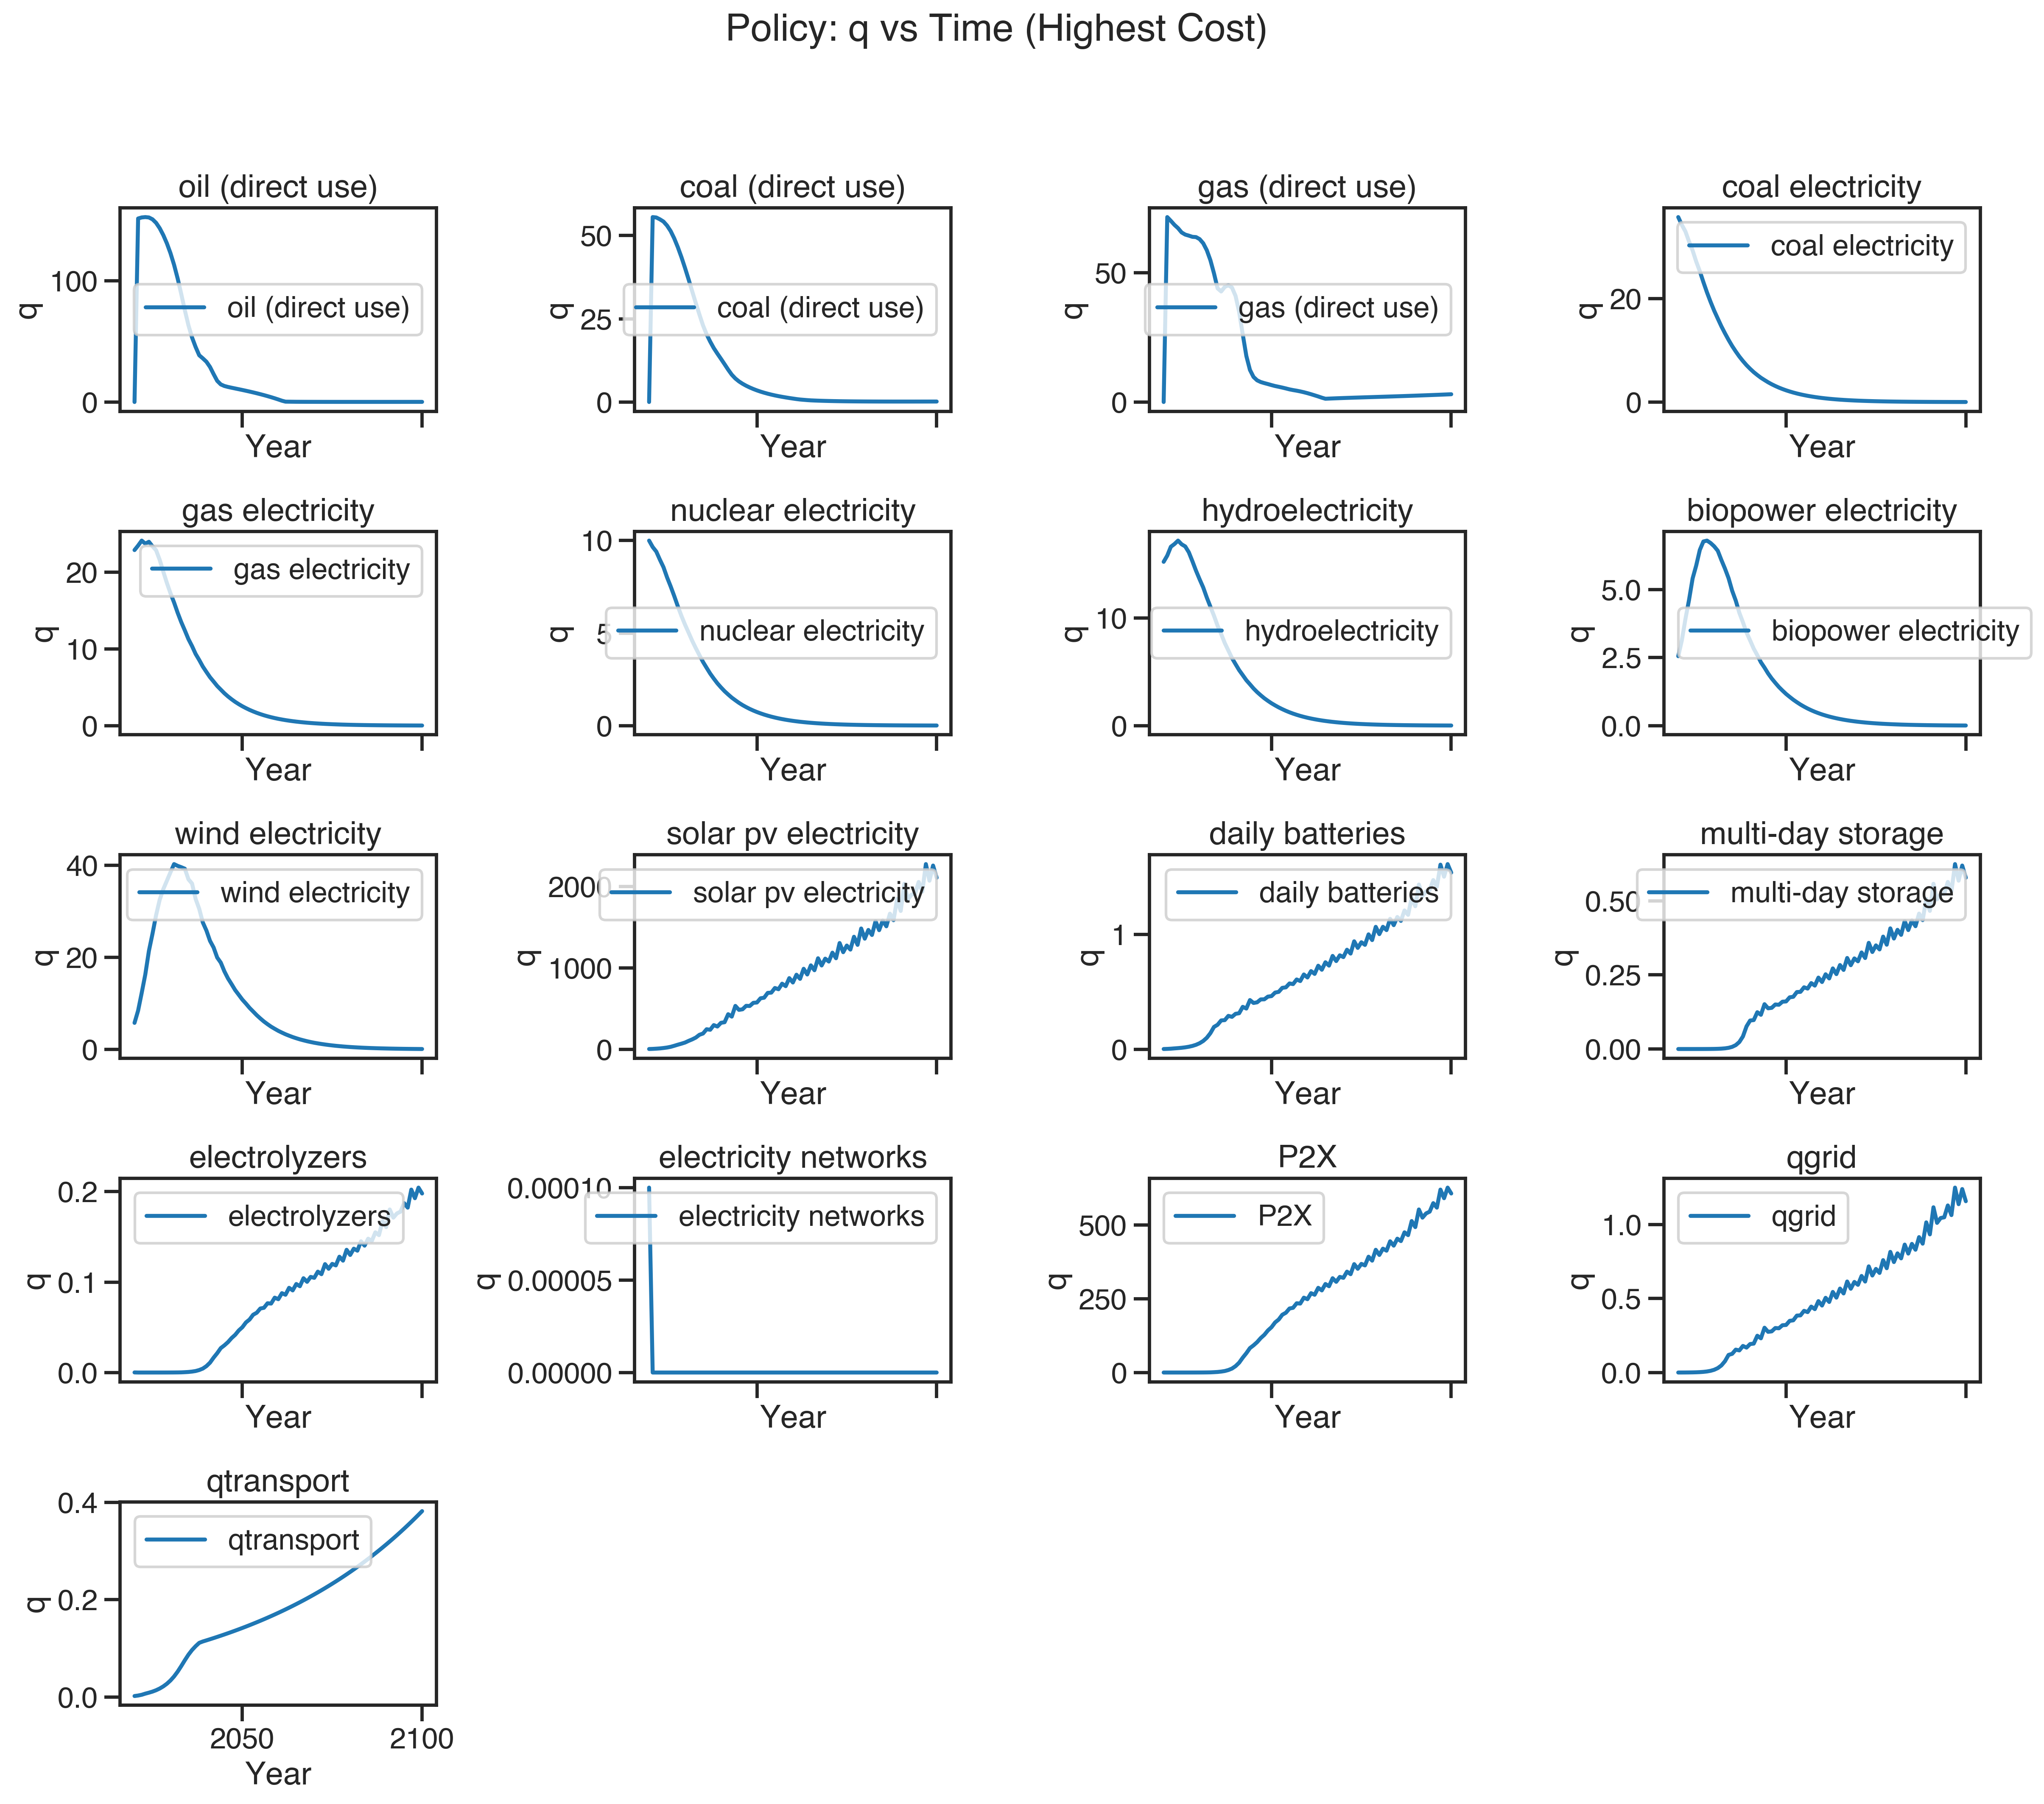 Policy: q vs Time (Highest Cost)
oil (direct use)
100
0
q
oil (direct use)
Year
coal (direct use)
50
25
0
q
coal (direct use)
Year
gas (direct use)
50
0
q
gas (direct use)
Year
coal electricity
20
0
q
coal electricity
Year
gas electricity
20
10
0
q
gas electricity
Year
nuclear electricity
10
5
0
q
nuclear electricity
Year
hydroelectricity
10
0
q
hydroelectricity
Year
biopower electricity
5.0
2.5
0.0
q
biopower electricity
Year
wind electricity
40
20
0
q
wind electricity
Year
solar pv electricity
2000
1000
0
q
solar pv electricity
Year
daily batteries
1
0
q
daily batteries
Year
multi-day storage
0.50
0.25
0.00
q
multi-day storage
Year
electrolyzers
0.2
0.1
0.0
q
electrolyzers
Year
electricity networks
0.00010
0.00005
0.00000
q
electricity networks
Year
P2X
500
250
0
q
P2X
Year
qgrid
1.0
0.5
0.0
q
qgrid
Year
qtransport
0.4
0.2
0.0
q
qtransport
2050 2100
Year